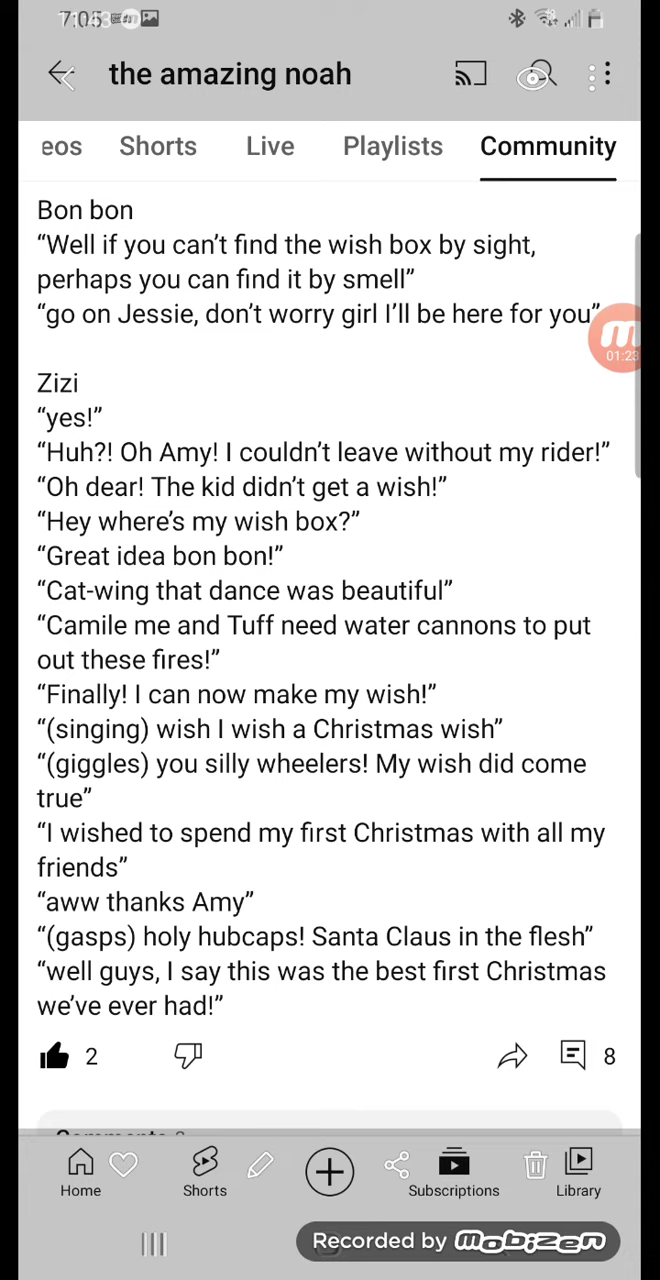 7:05
the amazing noah
eos Shorts Live Playlists Community
Bon bon
“Well if you can’t find the wish box by sight,
perhaps you can find it by smell”
“go on Jessie, don’t worry girl I’ll be here for you”
01:23
Zizi
“yes!”
“Huh?! Oh Amy! I couldn’t leave without my rider!”
“Oh dear! The kid didn’t get a wish!”
“Hey where’s my wish box?”
“Great idea bon bon!”
“Cat-wing that dance was beautiful”
“Camile me and Tuff need water cannons to put
out these fires!”
“Finally! I can now make my wish!”
“(singing) wish I wish a Christmas wish”
“(giggles) you silly wheelers! My wish did come
true”
“I wished to spend my first Christmas with all my
friends”
“aww thanks Amy”
“(gasps) holy hubcaps! Santa Claus in the flesh”
“well guys, I say this was the best first Christmas
we’ve ever had!”
2 8
Home Shorts Subscriptions Library
Recorded by mobizen